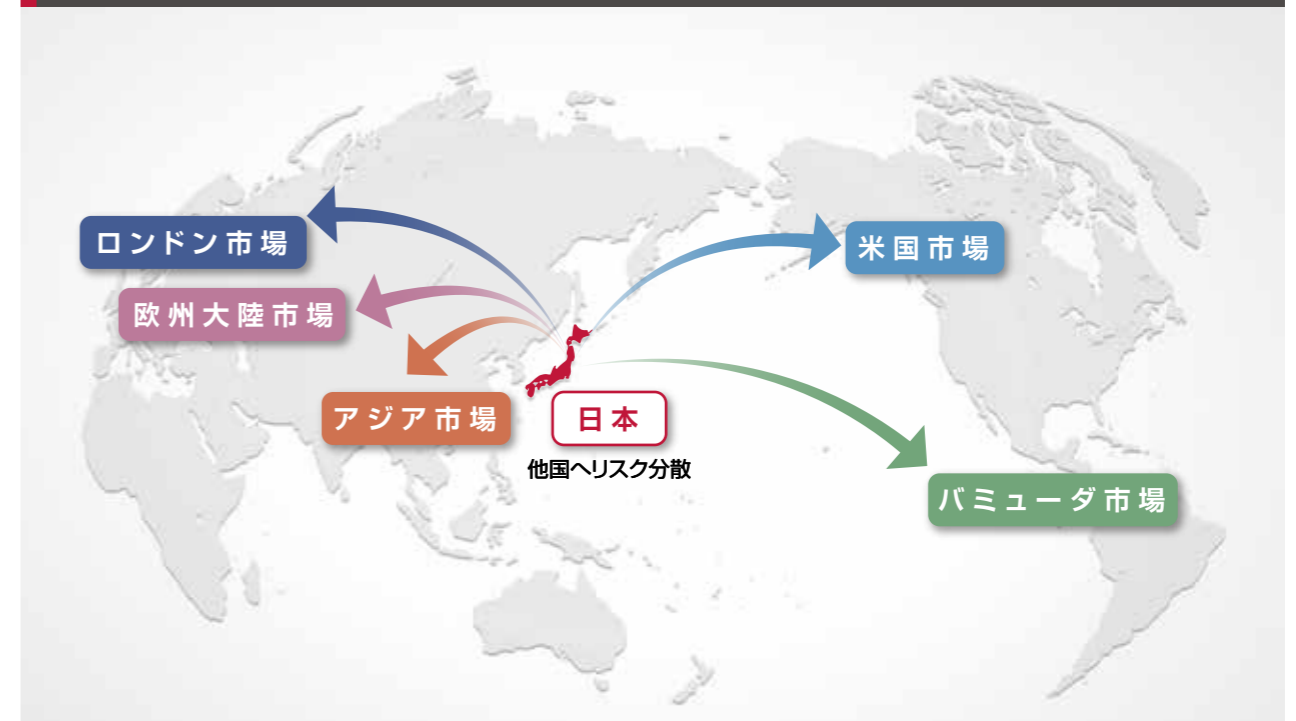 ロンドン市場
米国市場
欧州大陸市場
アジア市場
日本
他国へリスク分散
バミューダ市場